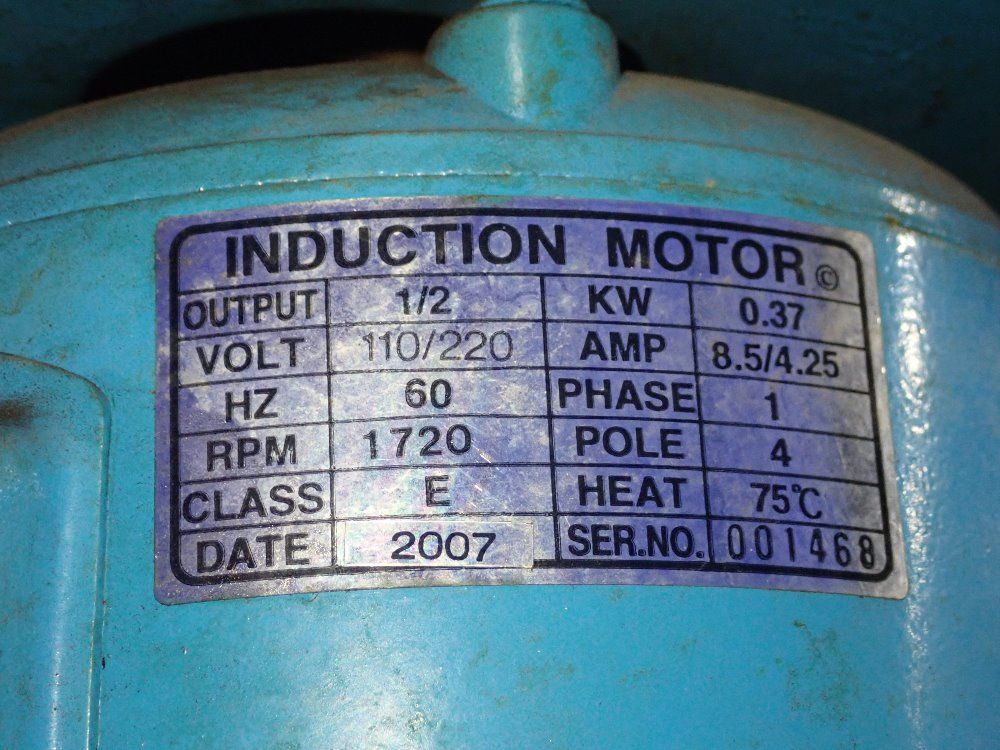 INDUCTION MOTOR ©
OUTPUT 1/2 KW 0.37
VOLT 110/220 AMP 8.5/4.25
HZ 60 PHASE 1
RPM 1720 POLE 4
CLASS E HEAT 75℃
DATE 2007 SER.NO. 001468